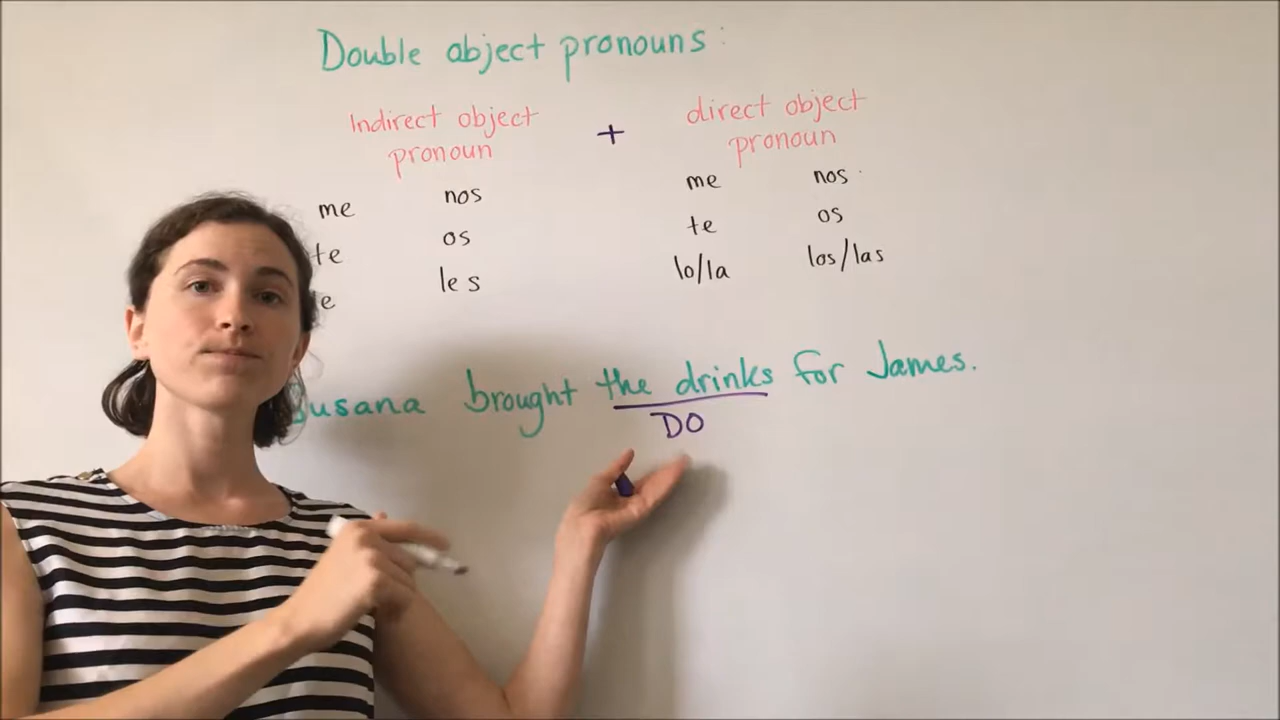 Double object pronouns:
Indirect object pronoun + direct object pronoun
me nos me nos
te os te os
e les lo/la los/las
Susana brought the drinks for James.
DO